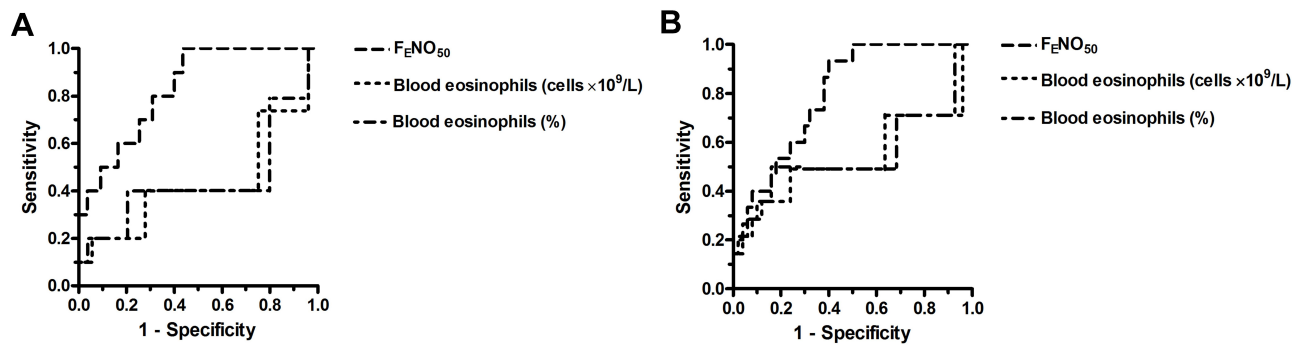 A
1.0
0.8
0.6
0.4
0.2
0.0
Sensitivity
0.0 0.2 0.4 0.6 0.8 1.0
1 - Specificity
FENO50
Blood eosinophils (cells ×10⁹/L)
Blood eosinophils (%)
B
1.0
0.8
0.6
0.4
0.2
0.0
Sensitivity
0.0 0.2 0.4 0.6 0.8 1.0
1 - Specificity
FENO50
Blood eosinophils (cells ×10⁹/L)
Blood eosinophils (%)